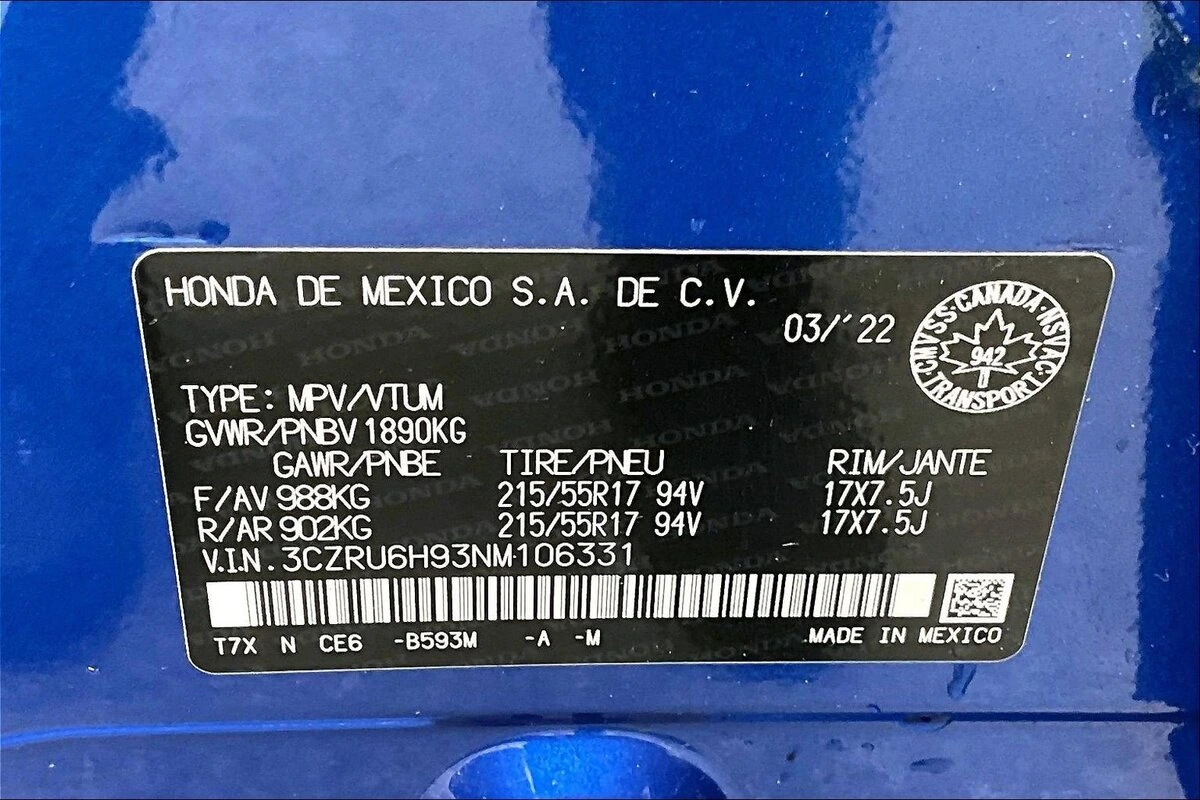 HONDA DE MEXICO S.A. DE C.V.
03/'22
CMVSS·CANADA·NSVAC·TRANSPORT
942
TYPE: MPV/VTUM
GVWR/PNBV 1890KG
GAWR/PNBE TIRE/PNEU RIM/JANTE
F/AV 988KG 215/55R17 94V 17X7.5J
R/AR 902KG 215/55R17 94V 17X7.5J
V.I.N. 3CZRU6H93NM106331
T7X N CE6 -B593M -A -M MADE IN MEXICO